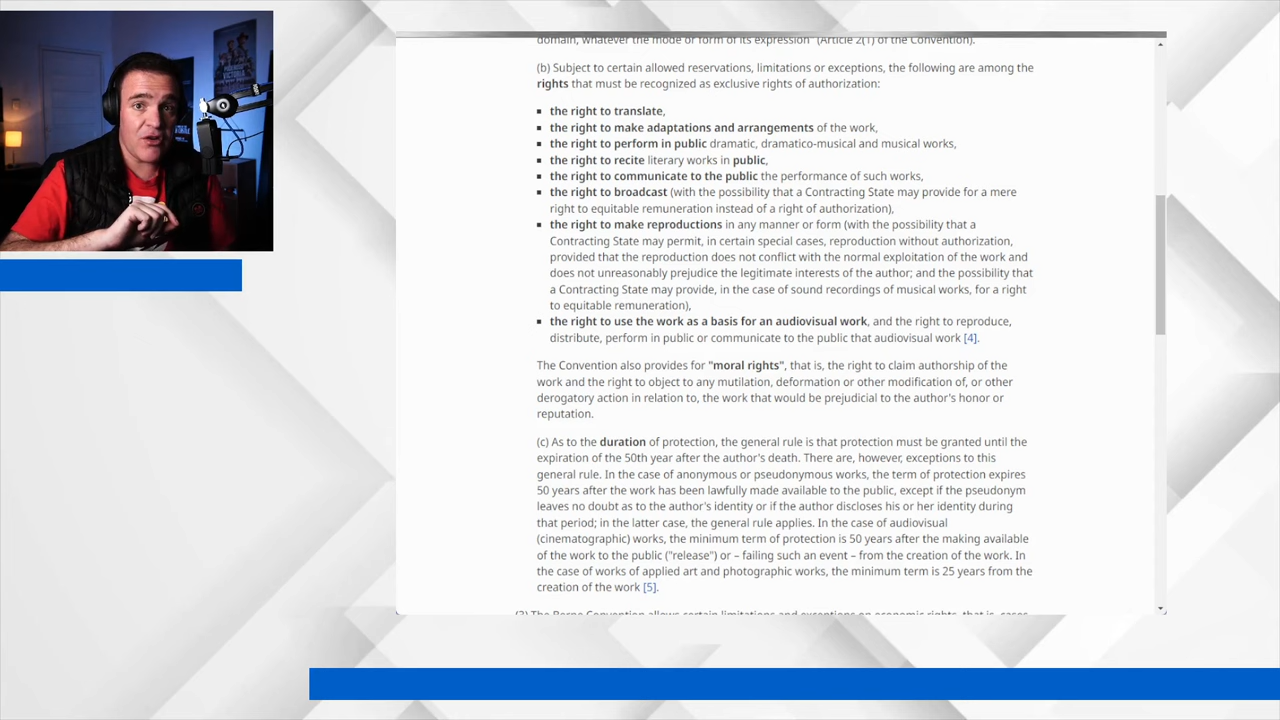 domain, whatever the mode or form of its expression" (Article 2(1) of the Convention).
(b) Subject to certain allowed reservations, limitations or exceptions, the following are among the
rights that must be recognized as exclusive rights of authorization:
▪ the right to translate,
▪ the right to make adaptations and arrangements of the work,
▪ the right to perform in public dramatic, dramatico-musical and musical works,
▪ the right to recite literary works in public,
▪ the right to communicate to the public the performance of such works,
▪ the right to broadcast (with the possibility that a Contracting State may provide for a mere
right to equitable remuneration instead of a right of authorization),
▪ the right to make reproductions in any manner or form (with the possibility that a
Contracting State may permit, in certain special cases, reproduction without authorization,
provided that the reproduction does not conflict with the normal exploitation of the work and
does not unreasonably prejudice the legitimate interests of the author; and the possibility that
a Contracting State may provide, in the case of sound recordings of musical works, for a right
to equitable remuneration),
▪ the right to use the work as a basis for an audiovisual work, and the right to reproduce,
distribute, perform in public or communicate to the public that audiovisual work [4].
The Convention also provides for "moral rights", that is, the right to claim authorship of the
work and the right to object to any mutilation, deformation or other modification of, or other
derogatory action in relation to, the work that would be prejudicial to the author's honor or
reputation.
(c) As to the duration of protection, the general rule is that protection must be granted until the
expiration of the 50th year after the author's death. There are, however, exceptions to this
general rule. In the case of anonymous or pseudonymous works, the term of protection expires
50 years after the work has been lawfully made available to the public, except if the pseudonym
leaves no doubt as to the author's identity or if the author discloses his or her identity during
that period; in the latter case, the general rule applies. In the case of audiovisual
(cinematographic) works, the minimum term of protection is 50 years after the making available
of the work to the public ("release") or – failing such an event – from the creation of the work. In
the case of works of applied art and photographic works, the minimum term is 25 years from the
creation of the work [5].
(3) The Berne Convention allows certain limitations and exceptions on economic rights, that is, cases